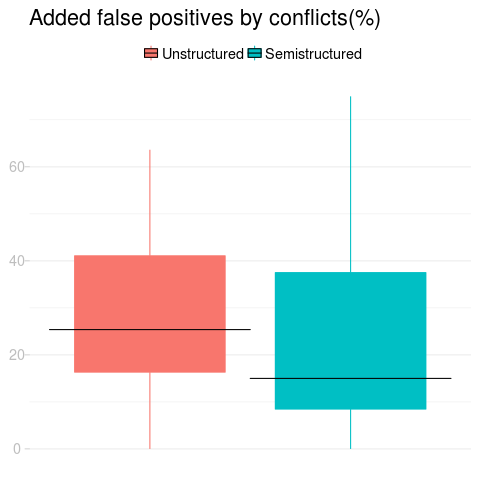 Added false positives by conflicts(%)
Unstructured Semistructured
60
40
20
0